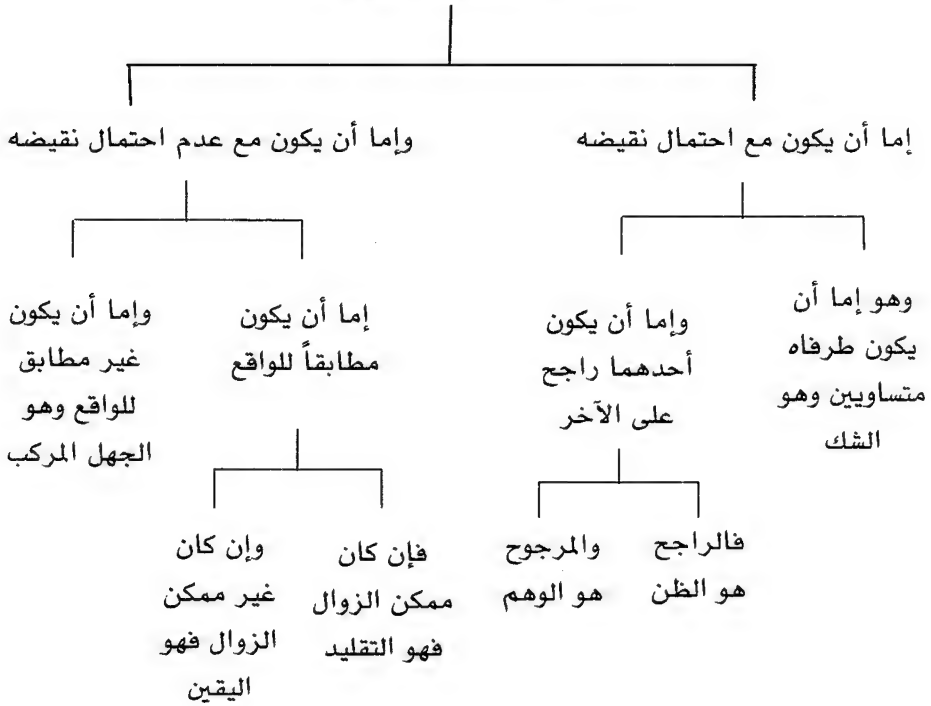 إما أن يكون مع احتمال نقيضه
وإما أن يكون مع عدم احتمال نقيضه
وهو إما أن
يكون طرفاه
متساويين وهو
الشك
وإما أن يكون
أحدهما راجح
على الآخر
إما أن يكون
مطابقاً للواقع
وإما أن يكون
غير مطابق
للواقع وهو
الجهل المركب
فالراجح
هو الظن
والمرجوح
هو الوهم
فإن كان
ممكن الزوال
فهو التقليد
وإن كان
غير ممكن
الزوال فهو
اليقين